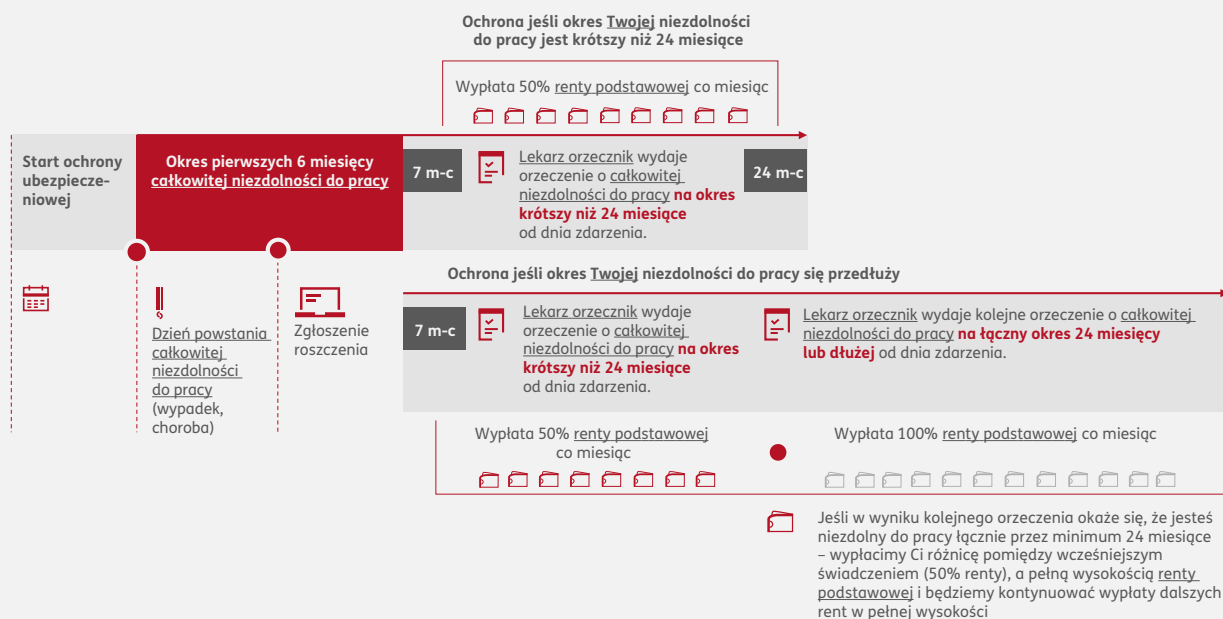 Ochrona jeśli okres Twojej niezdolności
do pracy jest krótszy niż 24 miesiące
Wypłata 50% renty podstawowej co miesiąc
Start ochrony
ubezpiecze-
niowej
Okres pierwszych 6 miesięcy
całkowitej niezdolności do pracy
7 m-c
Lekarz orzecznik wydaje
orzeczenie o całkowitej
niezdolności do pracy na okres
krótszy niż 24 miesiące
od dnia zdarzenia.
24 m-c
Ochrona jeśli okres Twojej niezdolności do pracy się przedłuży
Dzień powstania
całkowitej
niezdolności
do pracy
(wypadek,
choroba)
Zgłoszenie
roszczenia
7 m-c
Lekarz orzecznik wydaje
orzeczenie o całkowitej
niezdolności do pracy na okres
krótszy niż 24 miesiące
od dnia zdarzenia.
Lekarz orzecznik wydaje kolejne orzeczenie o całkowitej
niezdolności do pracy na łączny okres 24 miesięcy
lub dłużej od dnia zdarzenia.
Wypłata 50% renty podstawowej
co miesiąc
Wypłata 100% renty podstawowej co miesiąc
Jeśli w wyniku kolejnego orzeczenia okaże się, że jesteś
niezdolny do pracy łącznie przez minimum 24 miesiące
– wypłacimy Ci różnicę pomiędzy wcześniejszym
świadczeniem (50% renty), a pełną wysokością renty
podstawowej i będziemy kontynuować wypłaty dalszych
rent w pełnej wysokości